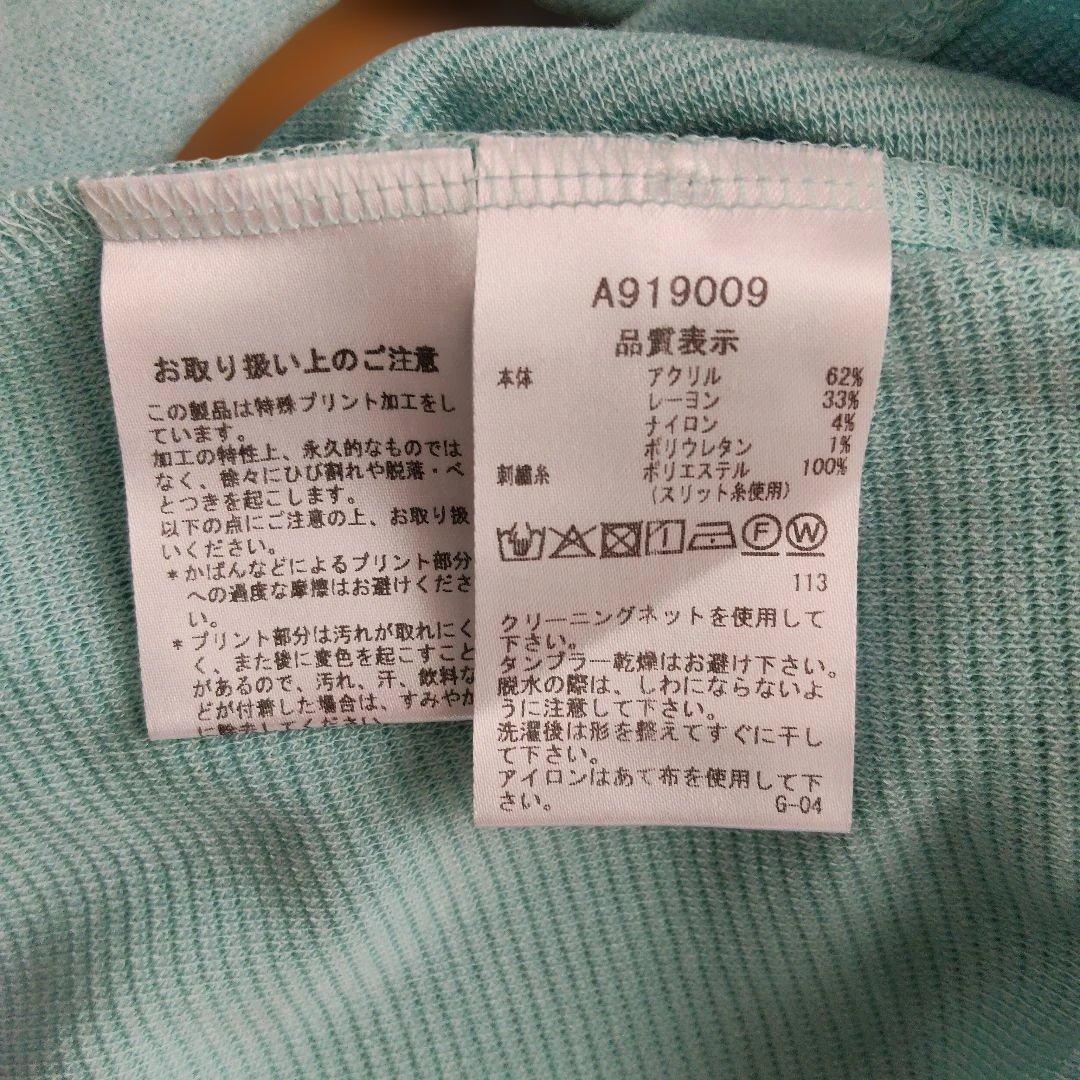 お取り扱い上のご注意
この製品は特殊プリント加工をし
ています。
加工の特性上、永久的なものでは
なく、徐々にひび割れや脱落・べ
とつきを起こします。
以下の点にご注意の上、お取り扱
いください。
*かばんなどによるプリント部分
への過度な摩擦はお避けくださ
い。
*プリント部分は汚れが取れにく
く、また後に変色を起こすこと
があるので、汚れ、汗、飲料な
どが付着した場合は、すみやか
に除去してください
A919009
品質表示
本体 アクリル 62%
レーヨン 33%
ナイロン 4%
ポリウレタン 1%
刺繍糸 ポリエステル 100%
(スリット糸使用)
F W
113
クリーニングネットを使用して
下さい。
タンブラー乾燥はお避け下さい。
脱水の際は、しわにならないよ
うに注意して下さい。
洗濯後は形を整えてすぐに干し
て下さい。
アイロンはあて布を使用して下
さい。 G-04